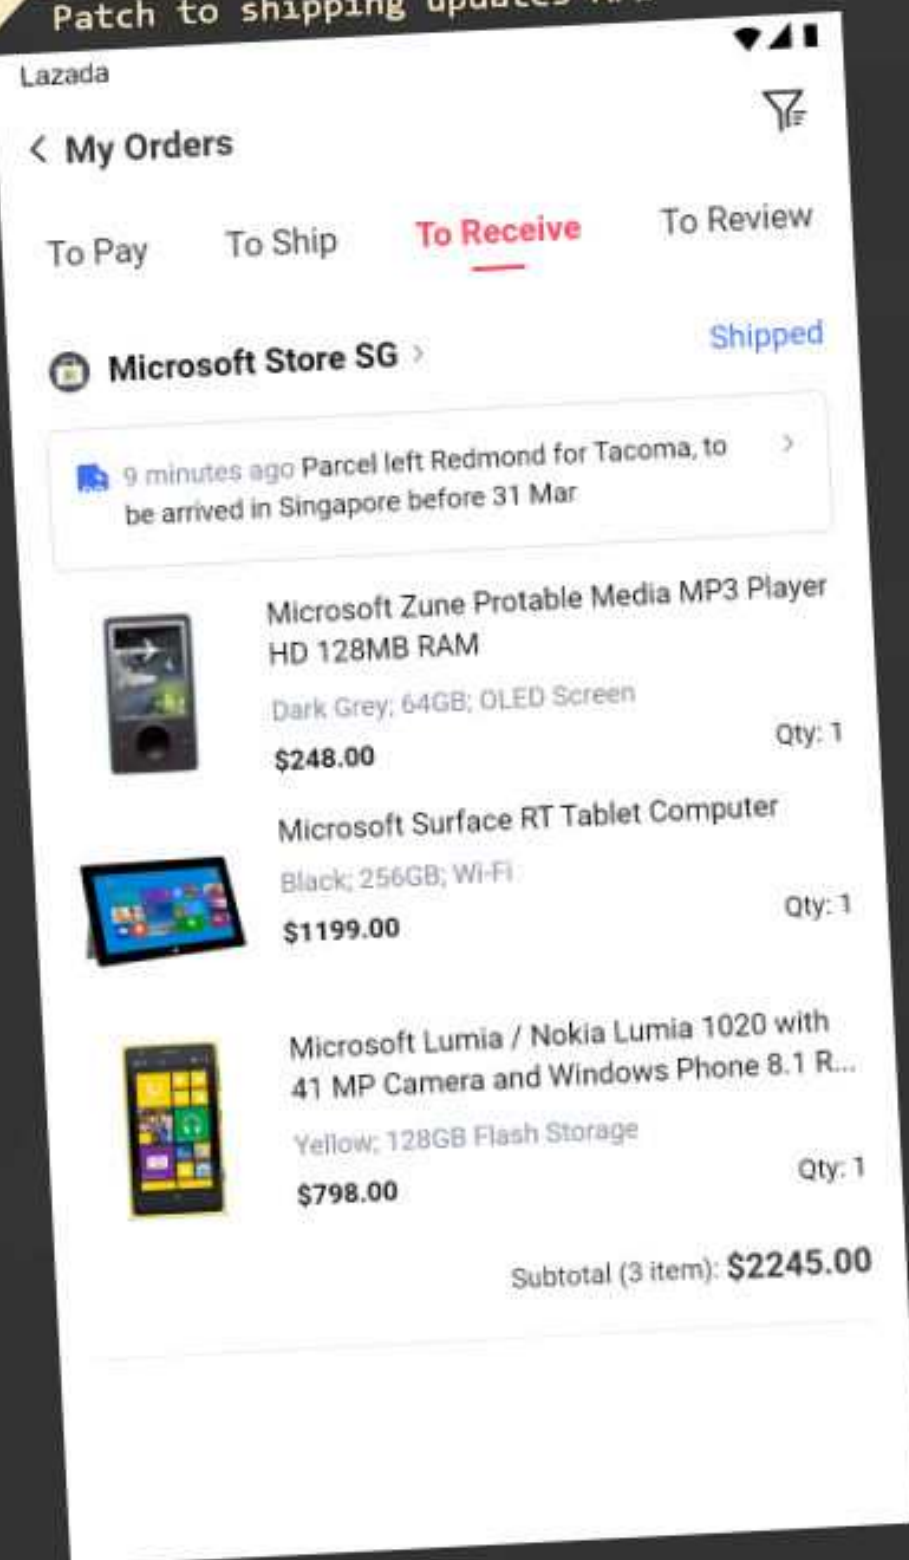 Patch to shipping updates
Lazada
My Orders
To Pay To Ship To Receive To Review
Microsoft Store SG Shipped
9 minutes ago Parcel left Redmond for Tacoma, to
be arrived in Singapore before 31 Mar
Microsoft Zune Protable Media MP3 Player
HD 128MB RAM
Dark Grey; 64GB; OLED Screen
$248.00 Qty: 1
Microsoft Surface RT Tablet Computer
Black; 256GB; Wi-Fi
$1199.00 Qty: 1
Microsoft Lumia / Nokia Lumia 1020 with
41 MP Camera and Windows Phone 8.1 R...
Yellow; 128GB Flash Storage
$798.00 Qty: 1
Subtotal (3 item): $2245.00